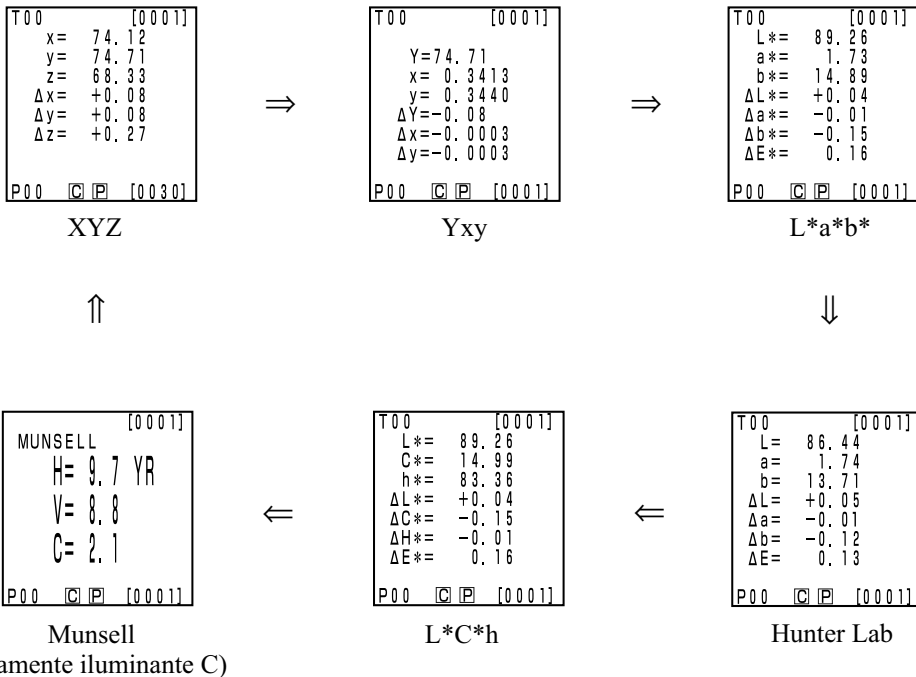 T00 [0001]
x= 74.12
y= 74.71
z= 68.33
Δx= +0.08
Δy= +0.08
Δz= +0.27
P00 C P [0030]
XYZ
⇒
T00 [0001]
Y=74.71
x= 0.3413
y= 0.3440
ΔY=-0.08
Δx=-0.0003
Δy=-0.0003
P00 C P [0001]
Yxy
⇒
T00 [0001]
L*= 89.26
a*= 1.73
b*= 14.89
ΔL*= +0.04
Δa*= -0.01
Δb*= -0.15
ΔE*= 0.16
P00 C P [0001]
L*a*b*
⇑
⇓
[0001]
MUNSELL
H= 9.7 YR
V= 8.8
C= 2.1
P00 C P [0001]
Munsell
amente iluminante C)
⇐
T00 [0001]
L*= 89.26
C*= 14.99
h*= 83.36
ΔL*= +0.04
ΔC*= -0.15
ΔH*= -0.01
ΔE*= 0.16
P00 C P [0001]
L*C*h
⇐
T00 [0001]
L= 86.44
a= 1.74
b= 13.71
ΔL= +0.05
Δa= -0.01
Δb= -0.12
ΔE= 0.13
P00 C P [0001]
Hunter Lab